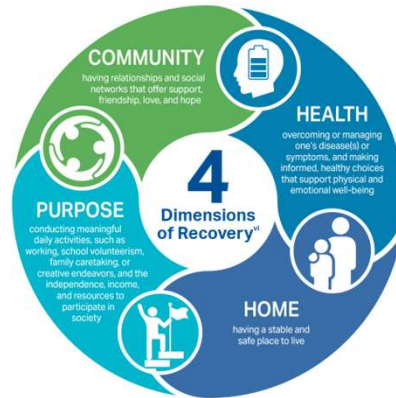 COMMUNITY
having relationships and social
networks that offer support,
friendship, love, and hope
HEALTH
overcoming or managing
one's disease(s) or
symptoms, and making
informed, healthy choices
that support physical and
emotional well-being
4
Dimensions
of Recovery^vi
PURPOSE
conducting meaningful
daily activities, such as
working, school volunteerism,
family caretaking, or
creative endeavors, and the
independence, income,
and resources to
participate in
society
HOME
having a stable and
safe place to live